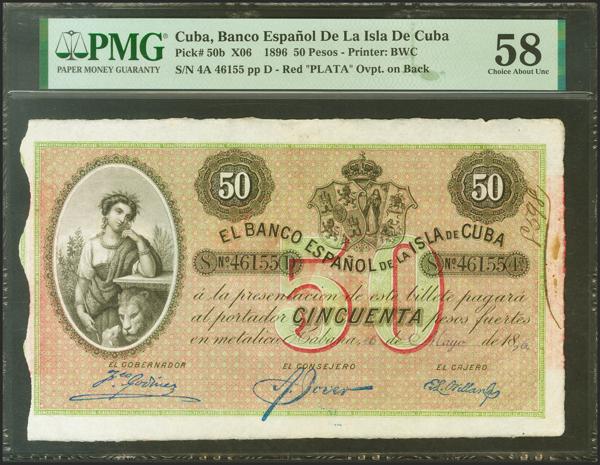 PMG
PAPER MONEY GUARANTY
Cuba, Banco Español De La Isla De Cuba
Pick# 50b X06 1896 50 Pesos - Printer: BWC
S/N 4A 46155 pp D - Red "PLATA" Ovpt. on Back
58
Choice About Unc
50
50
EL BANCO ESPAÑOL DE LA ISLA DE CUBA
Nº 46155
Nº 46155
50
á la presentacion de este billete pagará
al portador CINCUENTA pesos fuertes
en metalico Habana 16 de Mayo de 1896
EL GOBERNADOR
EL CONSEJERO
EL CAJERO